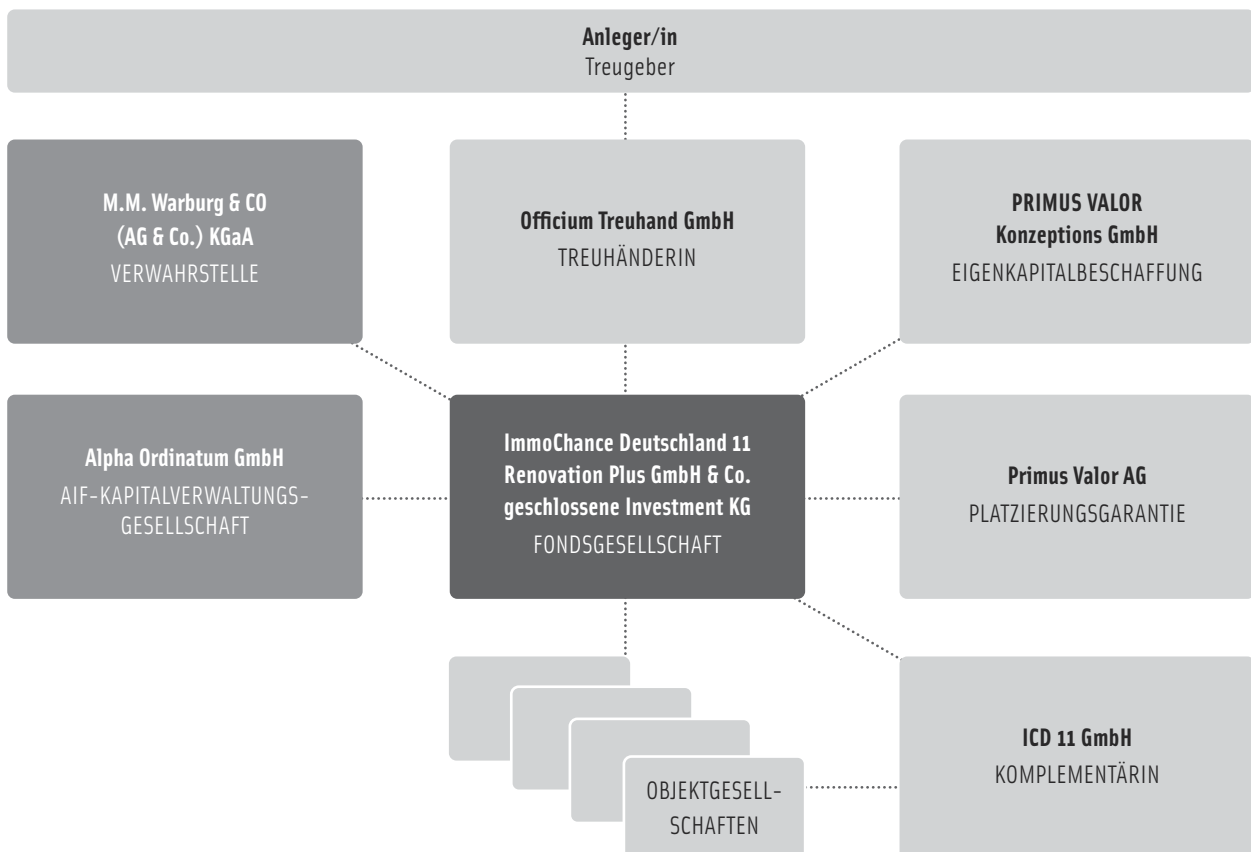 Anleger/in
Treugeber
M.M. Warburg & CO
(AG & Co.) KGaA
VERWAHRSTELLE
Officium Treuhand GmbH
TREUHÄNDERIN
PRIMUS VALOR
Konzeptions GmbH
EIGENKAPITALBESCHAFFUNG
Alpha Ordinatum GmbH
AIF-KAPITALVERWALTUNGS-
GESELLSCHAFT
ImmoChance Deutschland 11
Renovation Plus GmbH & Co.
geschlossene Investment KG
FONDSGESELLSCHAFT
Primus Valor AG
PLATZIERUNGSGARANTIE
OBJEKTGESELL-
SCHAFTEN
ICD 11 GmbH
KOMPLEMENTÄRIN